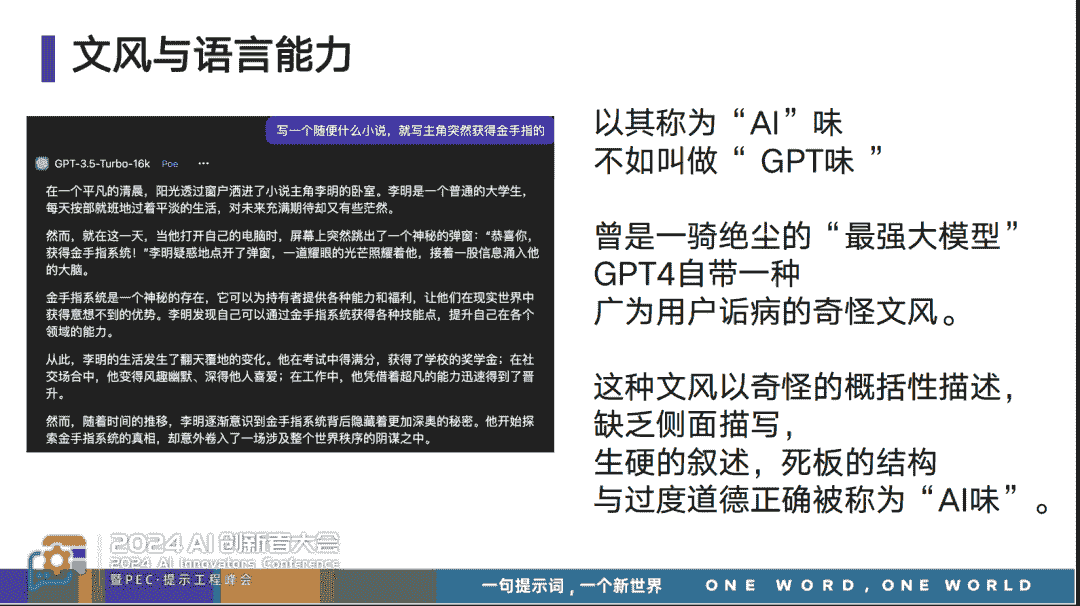 文风与语言能力
写一个随便什么小说，就写主角突然获得金手指的
GPT-3.5-Turbo-16k Poe ···
在一个平凡的清晨，阳光透过窗户洒进了小说主角李明的卧室。李明是一个普通的大学生，
每天按部就班地过着平淡的生活，对未来充满期待却又有些茫然。
然而，就在这一天，当他打开自己的电脑时，屏幕上突然跳出了一个神秘的弹窗：“恭喜你，
获得金手指系统！”李明疑惑地点开了弹窗，一道耀眼的光芒照耀着他，接着一股信息涌入他
的大脑。
金手指系统是一个神秘的存在，它可以为持有者提供各种能力和福利，让他们在现实世界中
获得意想不到的优势。李明发现自己可以通过金手指系统获得各种技能点，提升自己在各个
领域的能力。
从此，李明的生活发生了翻天覆地的变化。他在考试中得满分，获得了学校的奖学金；在社
交场合中，他变得风趣幽默、深得他人喜爱；在工作中，他凭借着超凡的能力迅速得到了晋
升。
然而，随着时间的推移，李明逐渐意识到金手指系统背后隐藏着更加深奥的秘密。他开始探
索金手指系统的真相，却意外卷入了一场涉及整个世界秩序的阴谋之中。
以其称为“AI”味
不如叫做“ GPT味 ”
曾是一骑绝尘的“最强大模型”
GPT4自带一种
广为用户诟病的奇怪文风。
这种文风以奇怪的概括性描述，
缺乏侧面描写，
生硬的叙述，死板的结构
与过度道德正确被称为“AI味”。
2024 AI 创新者大会
2024 AI Innovators Conference
暨PEC·提示工程峰会
一句提示词，一个新世界
ONE WORD, ONE WORLD